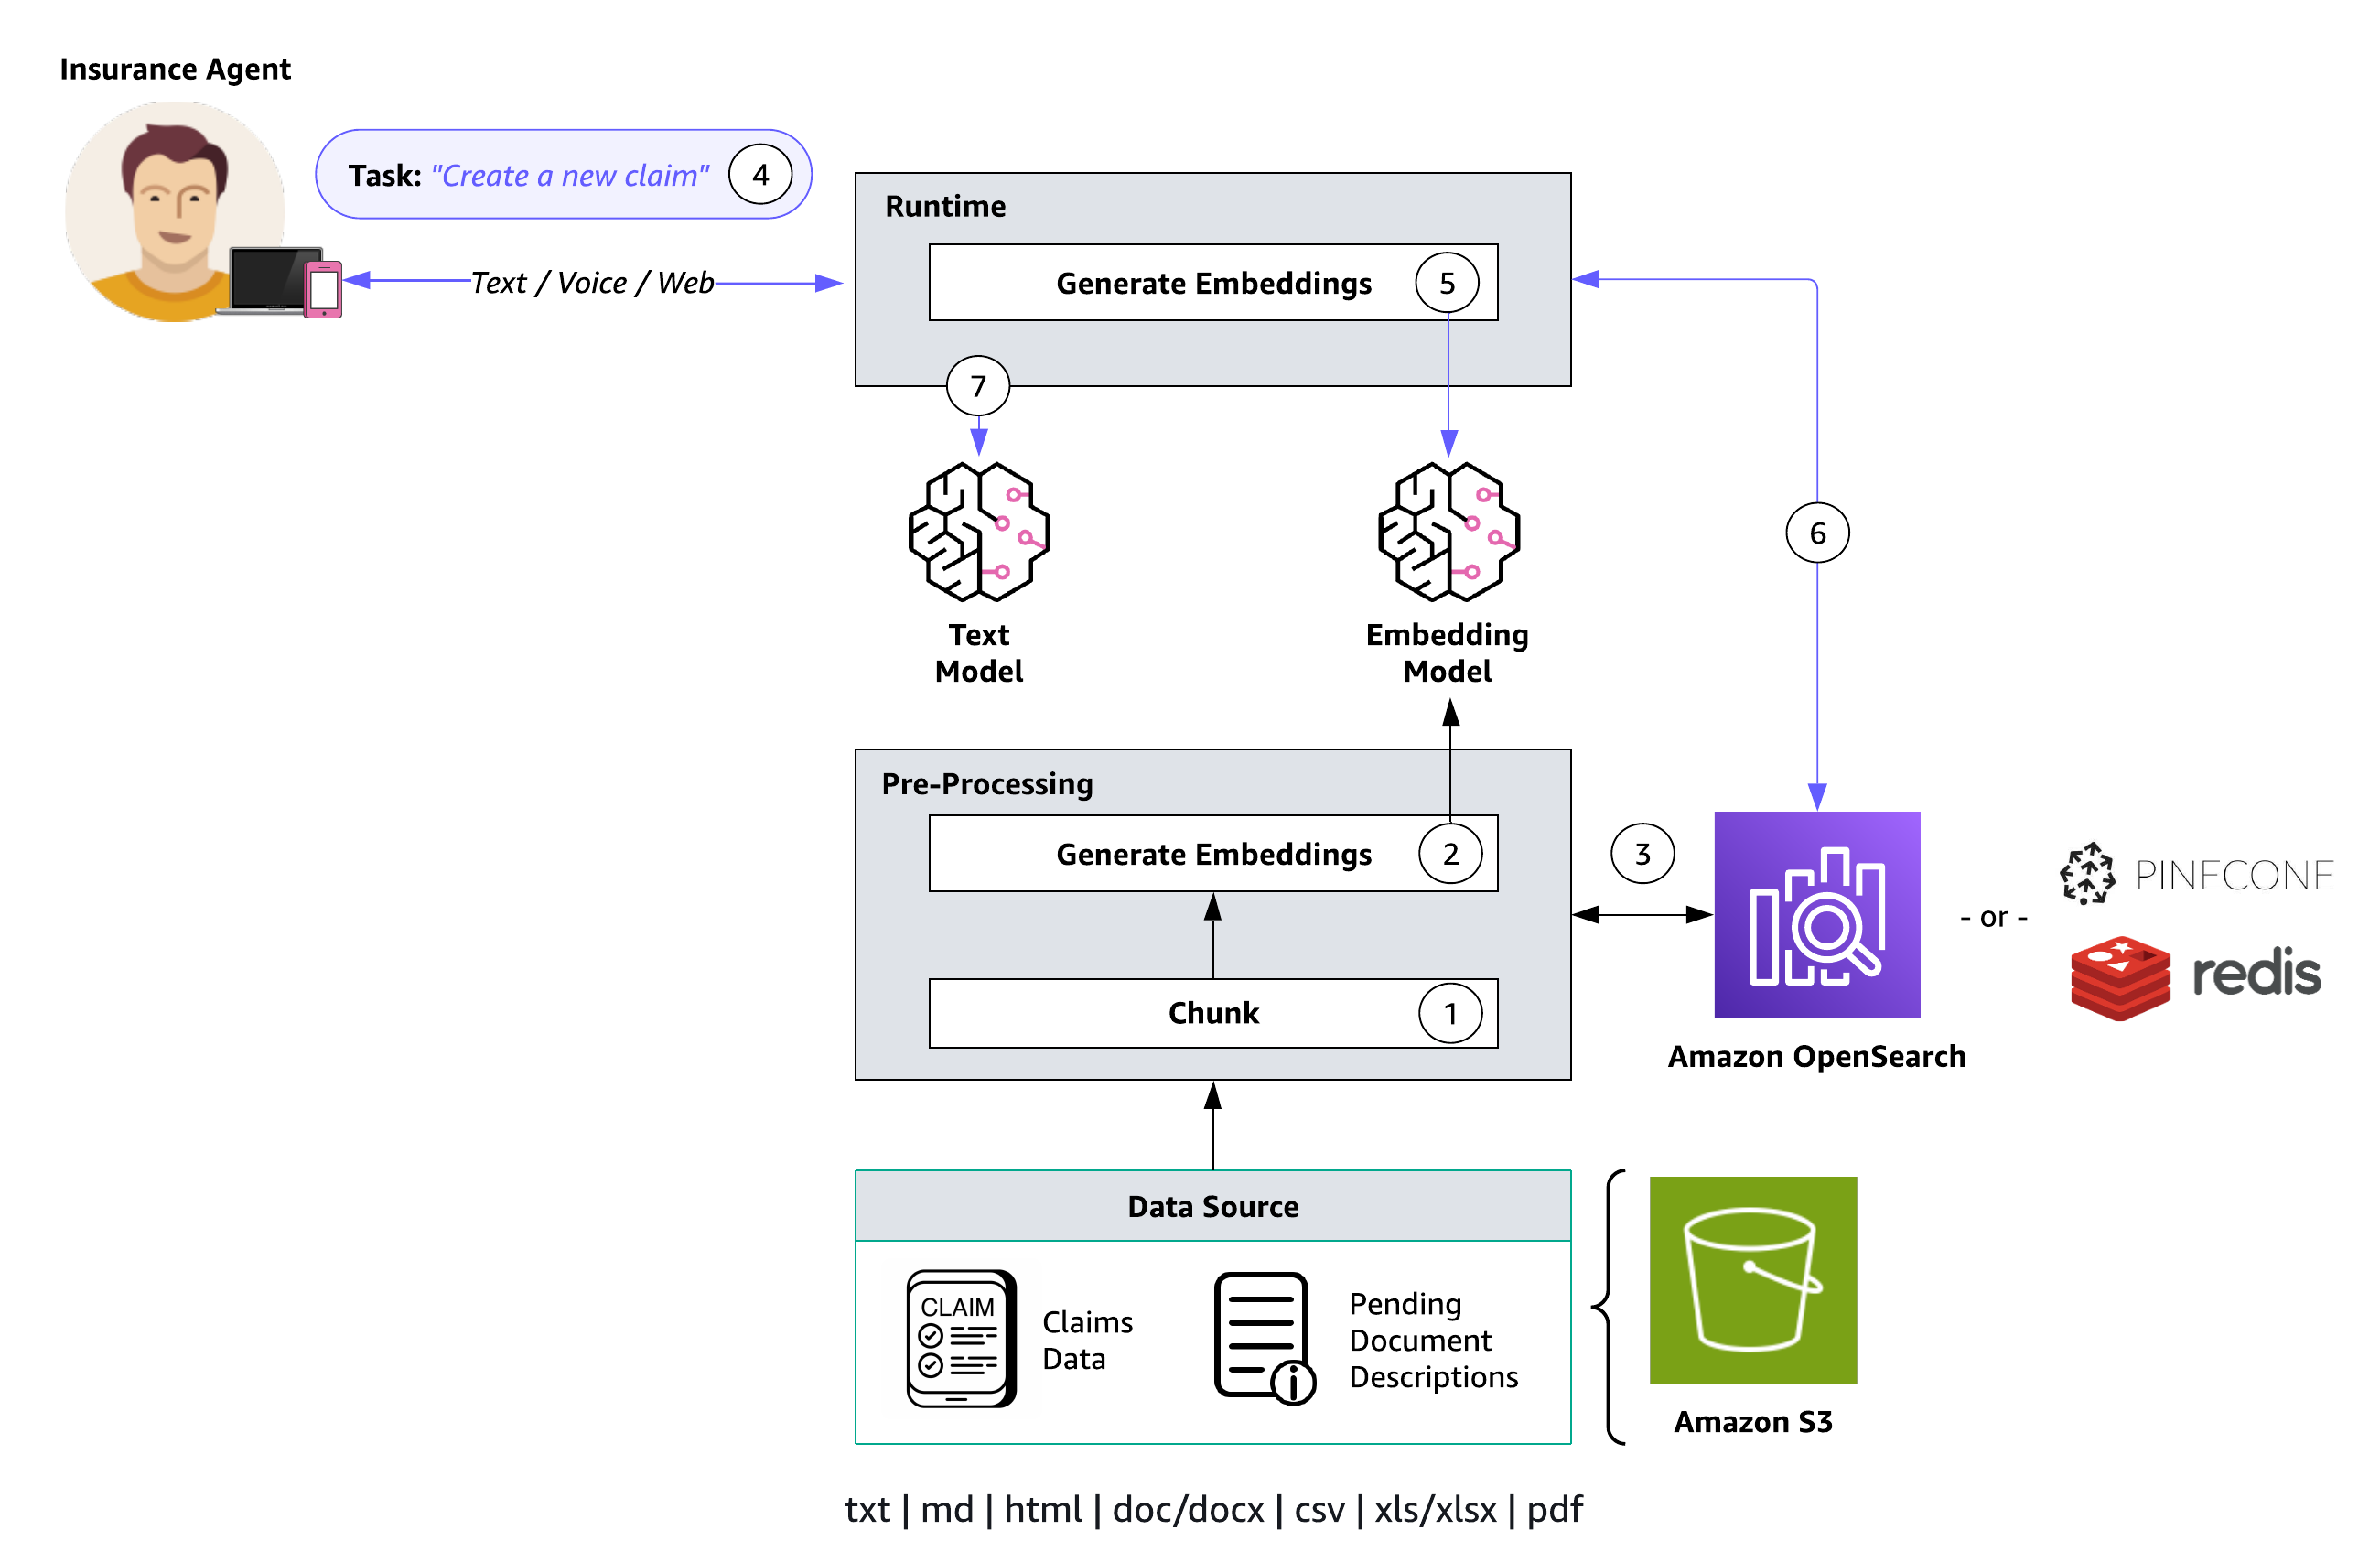 Insurance Agent
Task: "Create a new claim" 4
Text / Voice / Web
Runtime
Generate Embeddings 5
7
Text
Model
Embedding
Model
6
Pre-Processing
Generate Embeddings 2
Chunk 1
3
Amazon OpenSearch
- or -
PINECONE
redis
Data Source
CLAIM
Claims
Data
Pending
Document
Descriptions
Amazon S3
txt | md | html | doc/docx | csv | xls/xlsx | pdf